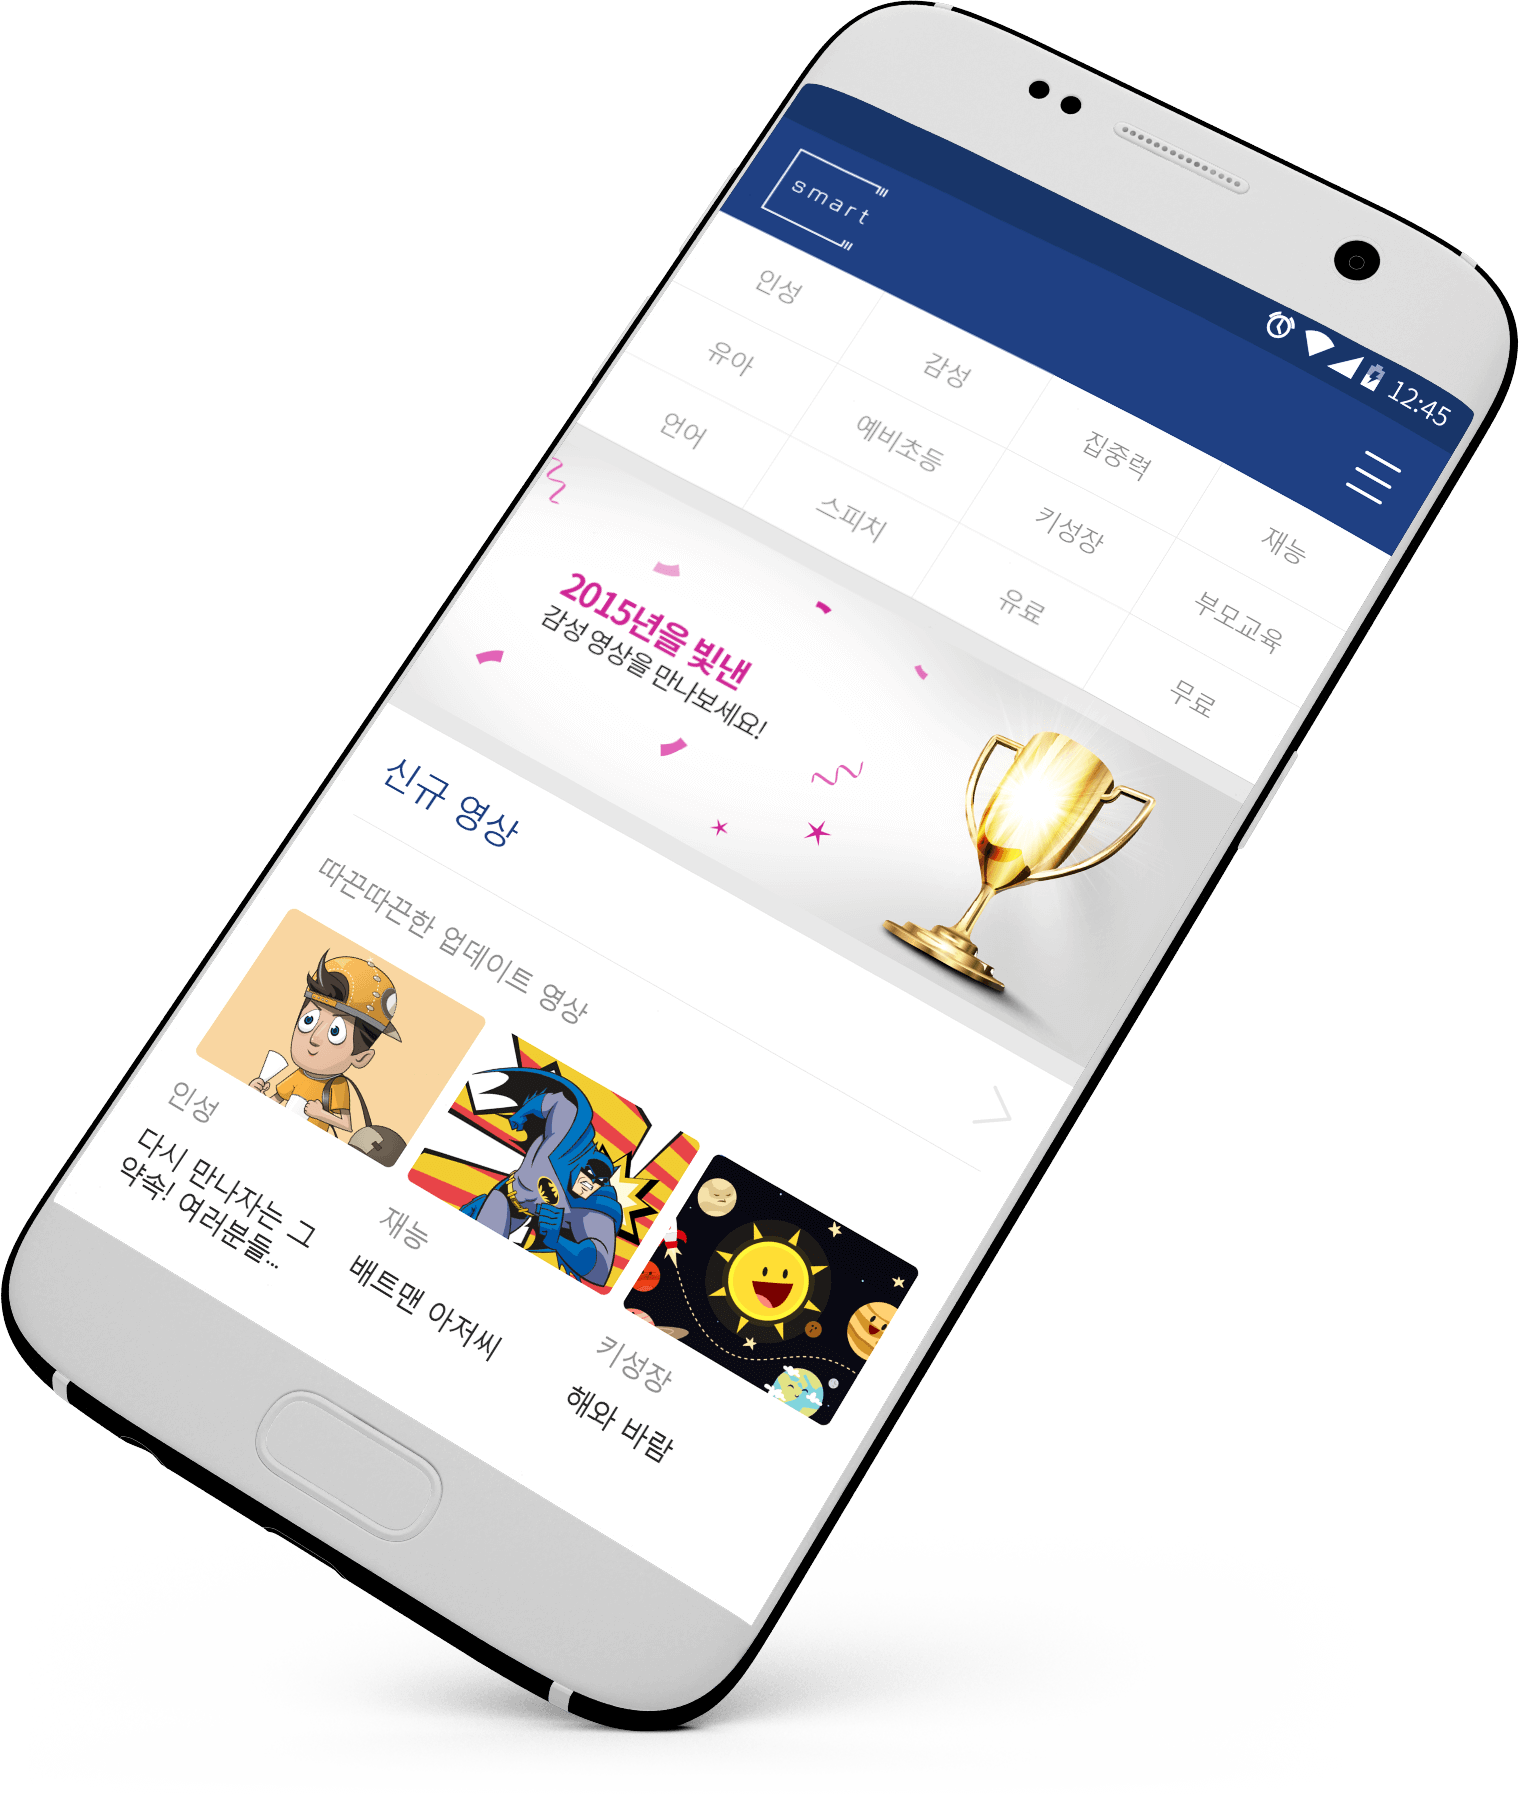 12:45
smart
인성
감성
집중력
재능
유아
예비초등
키성장
부모교육
언어
스피치
유료
무료
2015년을 빛낸
감성 영상을 만나보세요!
신규 영상
따끈따끈한 업데이트 영상
인성
다시 만나자는 그
약속! 여러분들...
재능
배트맨 아저씨
키성장
해와 바람